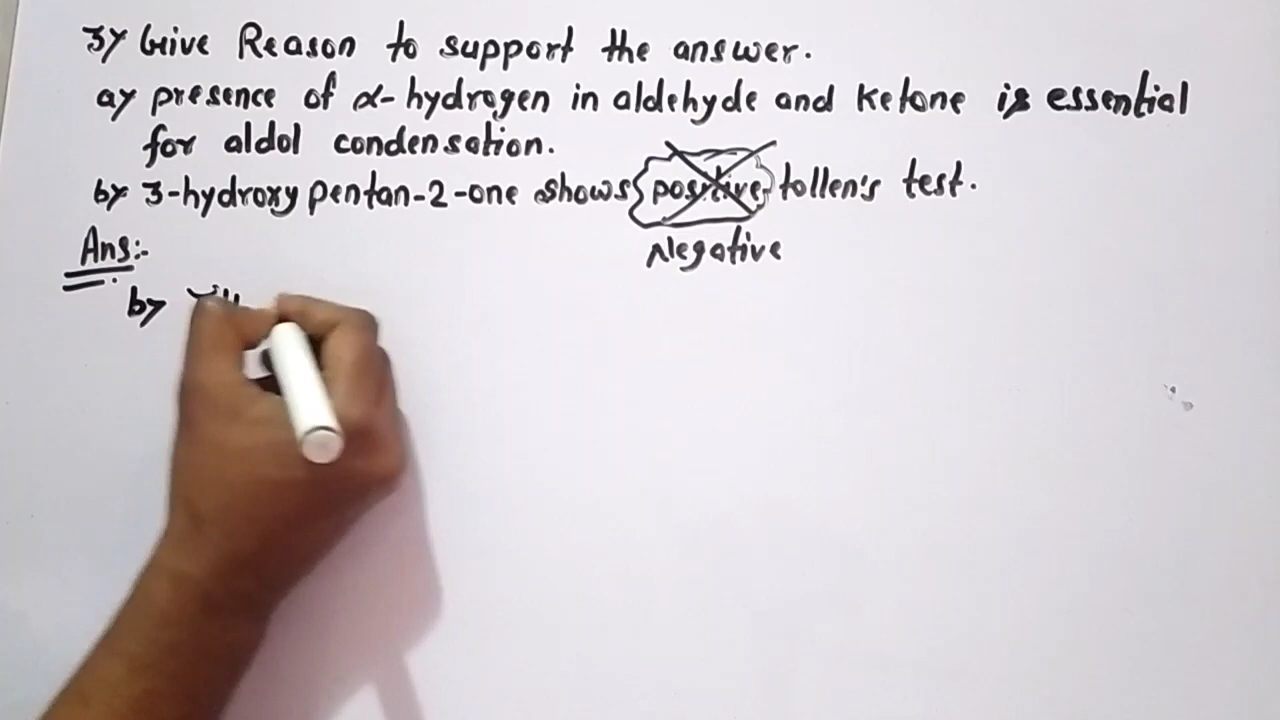 3) Give Reason to support the answer.
a) presence of α-hydrogen in aldehyde and ketone is essential
for aldol condensation.
b) 3-hydroxy pentan-2-one shows positive tollen's test.
Negative
Ans:-
b)